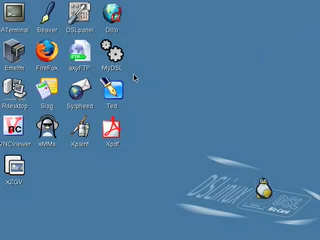 ATerminal Beaver DSLpanel Dillo
Emelfm FireFox axyFTP MyDSL
Rdesktop Siag Sylpheed Ted
VNCviewer xMMs Xpaint Xpdf
xZGV
DSLinux